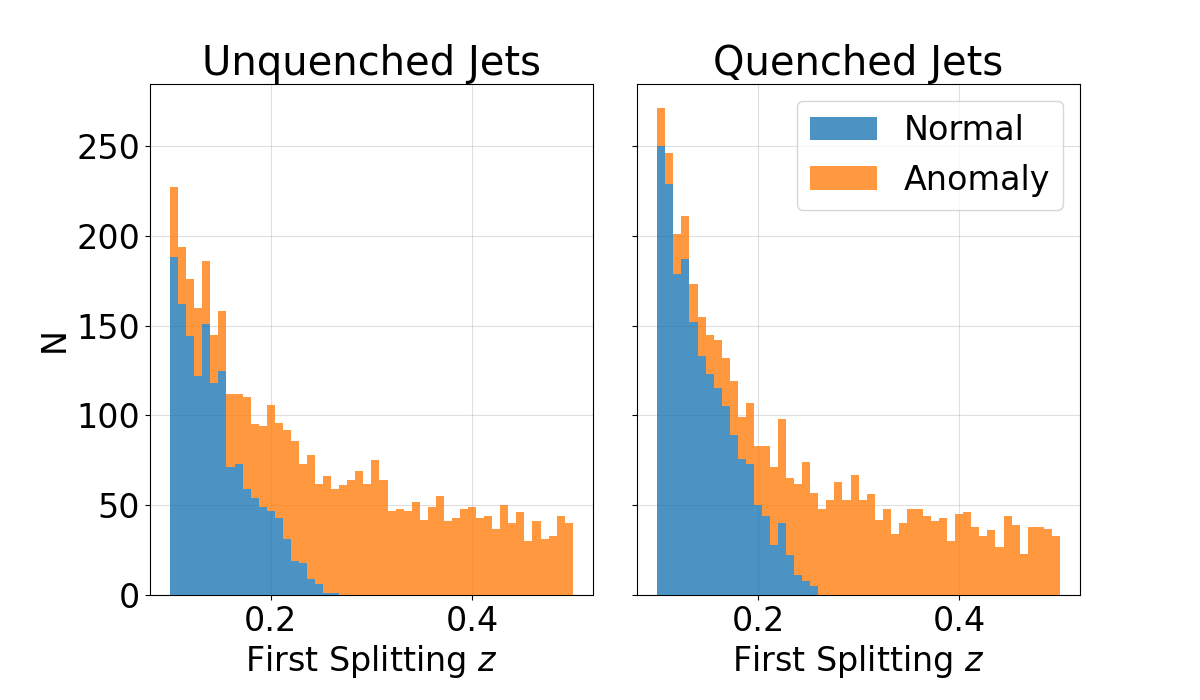 Unquenched Jets
Quenched Jets
Normal
Anomaly
N
250
200
150
100
50
0
0.2
0.4
0.2
0.4
First Splitting z
First Splitting z